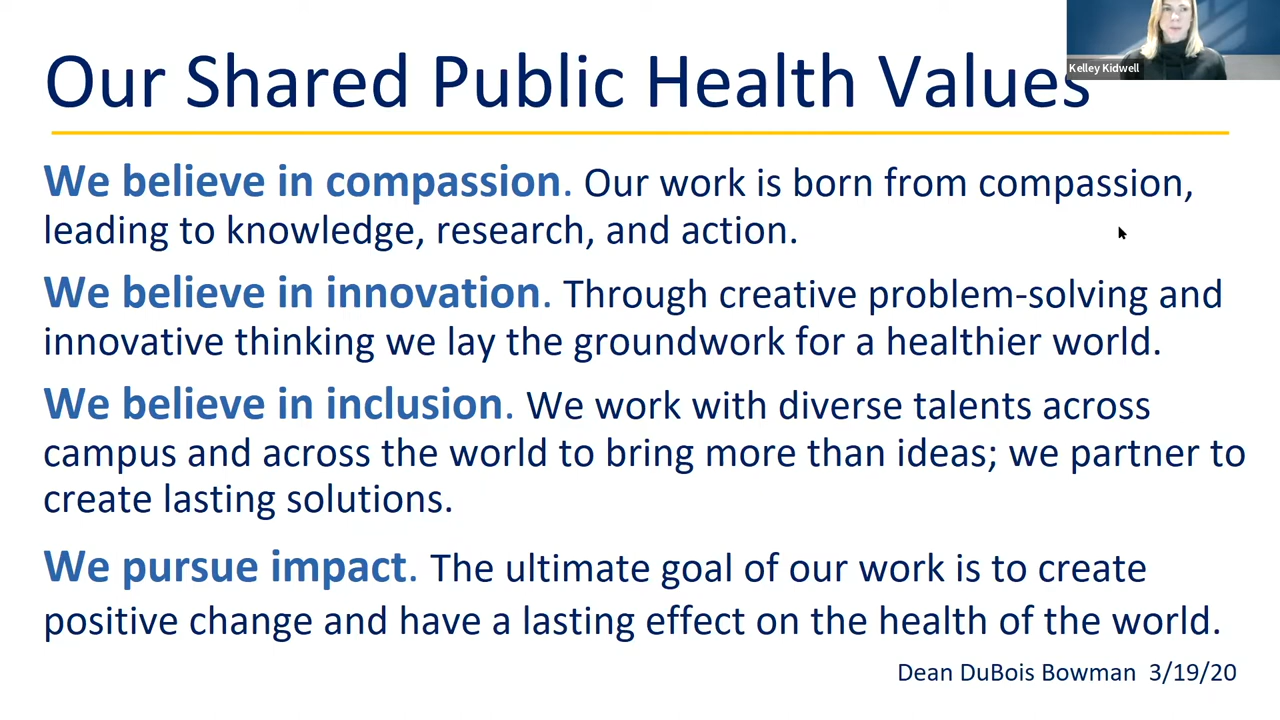 Our Shared Public Health Values
Kelley Kidwell
We believe in compassion. Our work is born from compassion,
leading to knowledge, research, and action.
We believe in innovation. Through creative problem-solving and
innovative thinking we lay the groundwork for a healthier world.
We believe in inclusion. We work with diverse talents across
campus and across the world to bring more than ideas; we partner to
create lasting solutions.
We pursue impact. The ultimate goal of our work is to create
positive change and have a lasting effect on the health of the world.
Dean DuBois Bowman 3/19/20